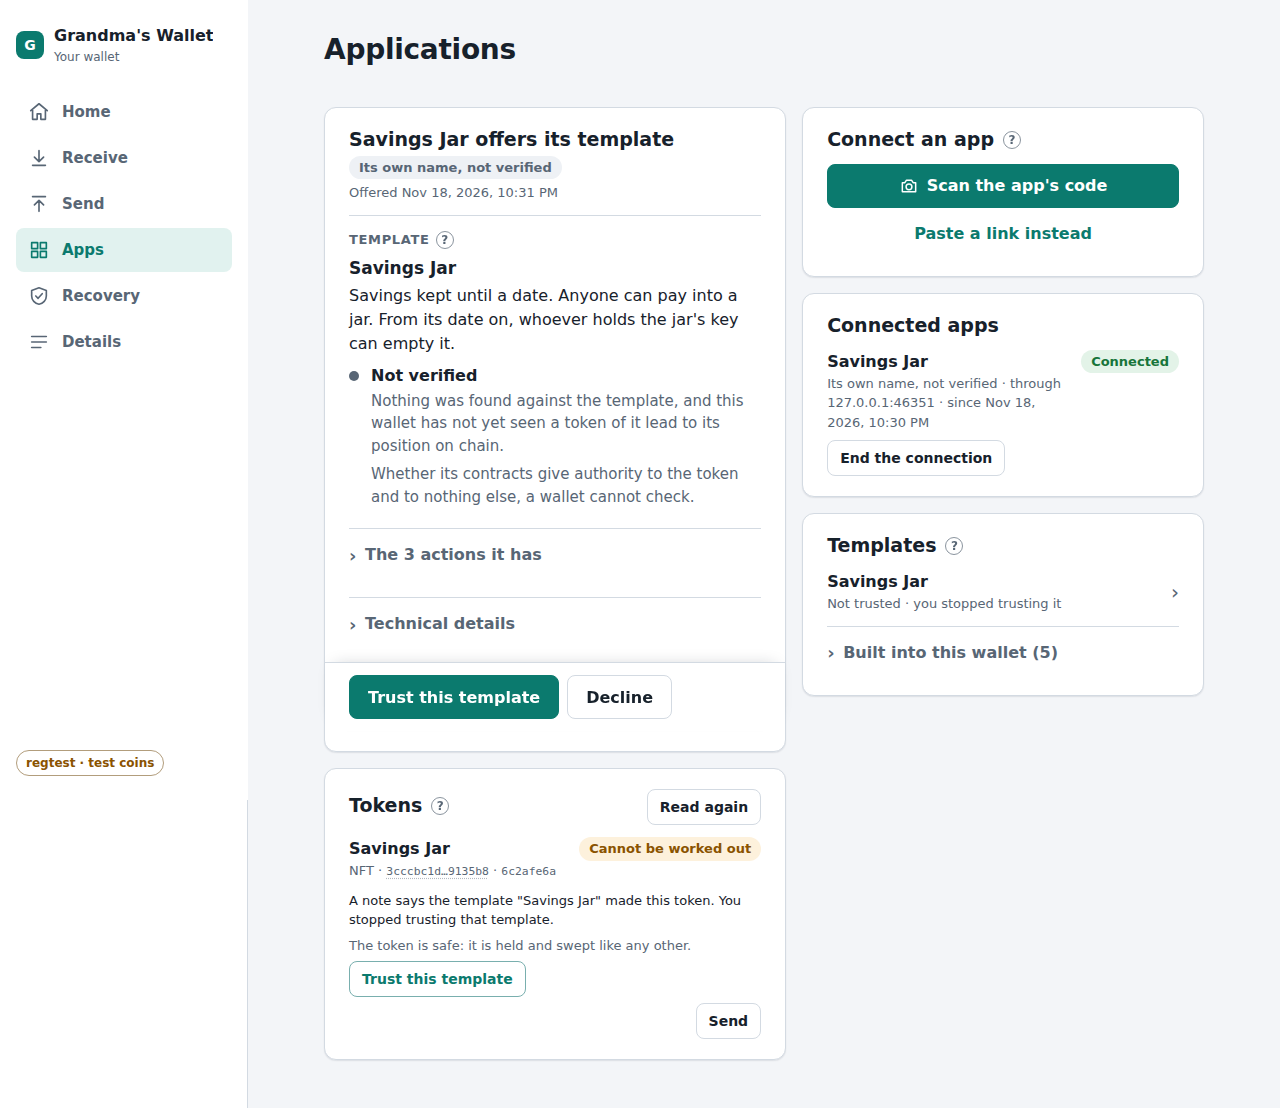 G
Grandma's Wallet
Your wallet
Home
Receive
Send
Apps
Recovery
Details
regtest · test coins
Applications
Savings Jar offers its template
Its own name, not verified
Offered Nov 18, 2026, 10:31 PM
TEMPLATE ?
Savings Jar
Savings kept until a date. Anyone can pay into a
jar. From its date on, whoever holds the jar's key
can empty it.
Not verified
Nothing was found against the template, and this
wallet has not yet seen a token of it lead to its
position on chain.
Whether its contracts give authority to the token
and to nothing else, a wallet cannot check.
› The 3 actions it has
› Technical details
Trust this template
Decline
Tokens ?
Read again
Savings Jar
Cannot be worked out
NFT · 3cccbc1d…9135b8 · 6c2afe6a
A note says the template "Savings Jar" made this token. You
stopped trusting that template.
The token is safe: it is held and swept like any other.
Trust this template
Send
Connect an app ?
Scan the app's code
Paste a link instead
Connected apps
Savings Jar
Connected
Its own name, not verified · through
127.0.0.1:46351 · since Nov 18,
2026, 10:30 PM
End the connection
Templates ?
Savings Jar
Not trusted · you stopped trusting it
›
› Built into this wallet (5)